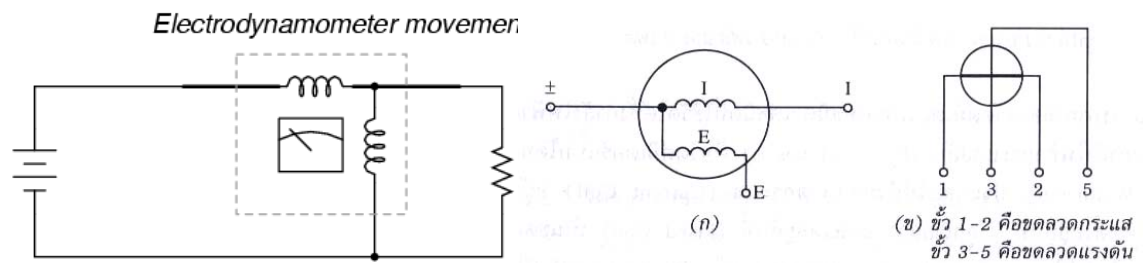 Electrodynamometer movemen
±
I
I
E
E
(ก)
1
3
2
5
(ข) ขั้ว 1-2 คือขดลวดกระแส
ขั้ว 3-5 คือขดลวดแรงดัน